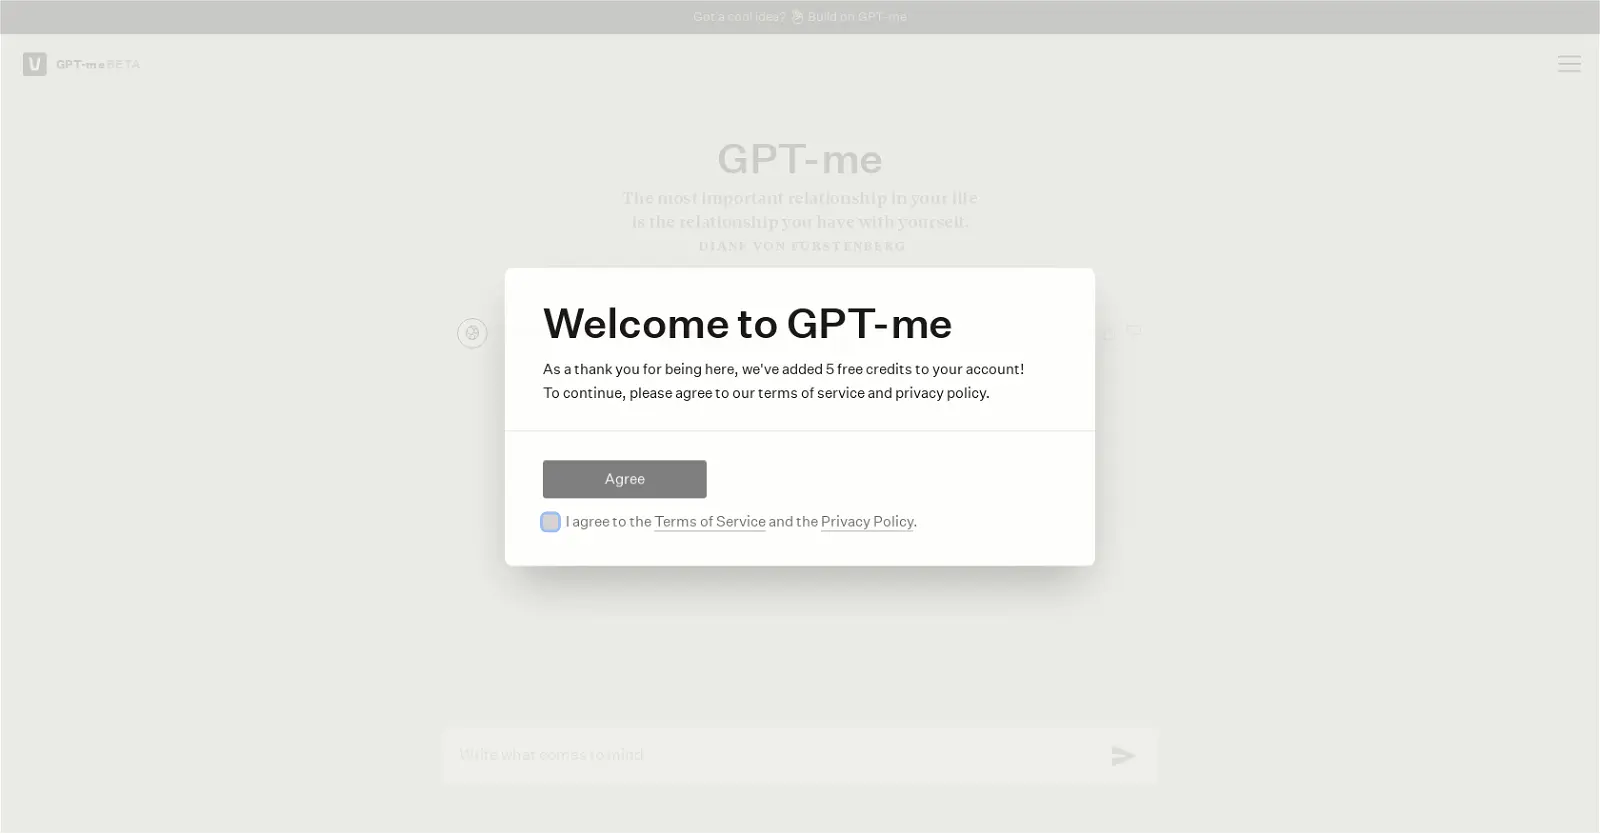 Got a cool idea? Build on GPT-me
GPT-me BETA
GPT-me
The most important relationship in your life
is the relationship you have with yourself.
DIANE VON FURSTENBERG
Welcome to GPT-me
As a thank you for being here, we've added 5 free credits to your account!
To continue, please agree to our terms of service and privacy policy.
Agree
I agree to the Terms of Service and the Privacy Policy.
Write what comes to mind